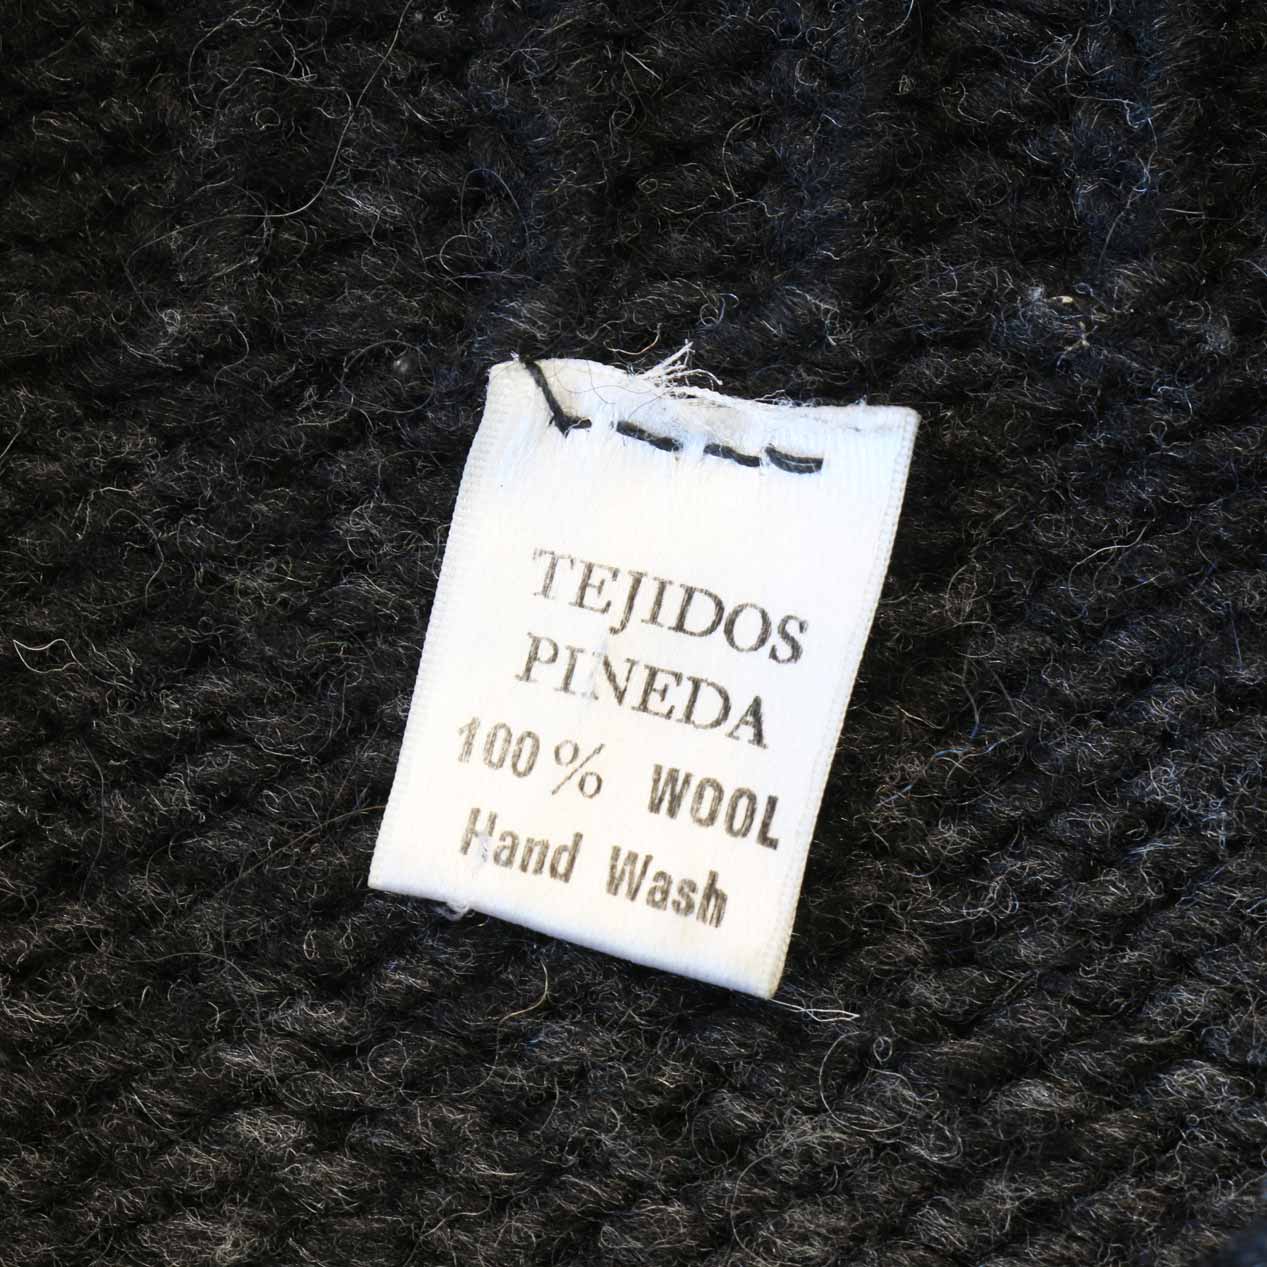 TEJIDOS
PINEDA
100% WOOL
Hand Wash